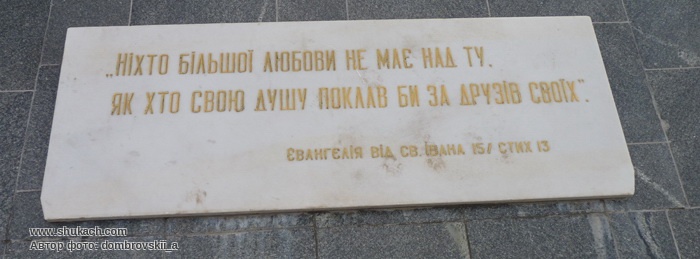 „Ніхто більшої любови не має над ту.
як хто свою душу поклав би за друзів своїх”.
Євангелія від св. Івана 15/ стих 13
www.shukach.com
Автор фото: dombrovskii_a